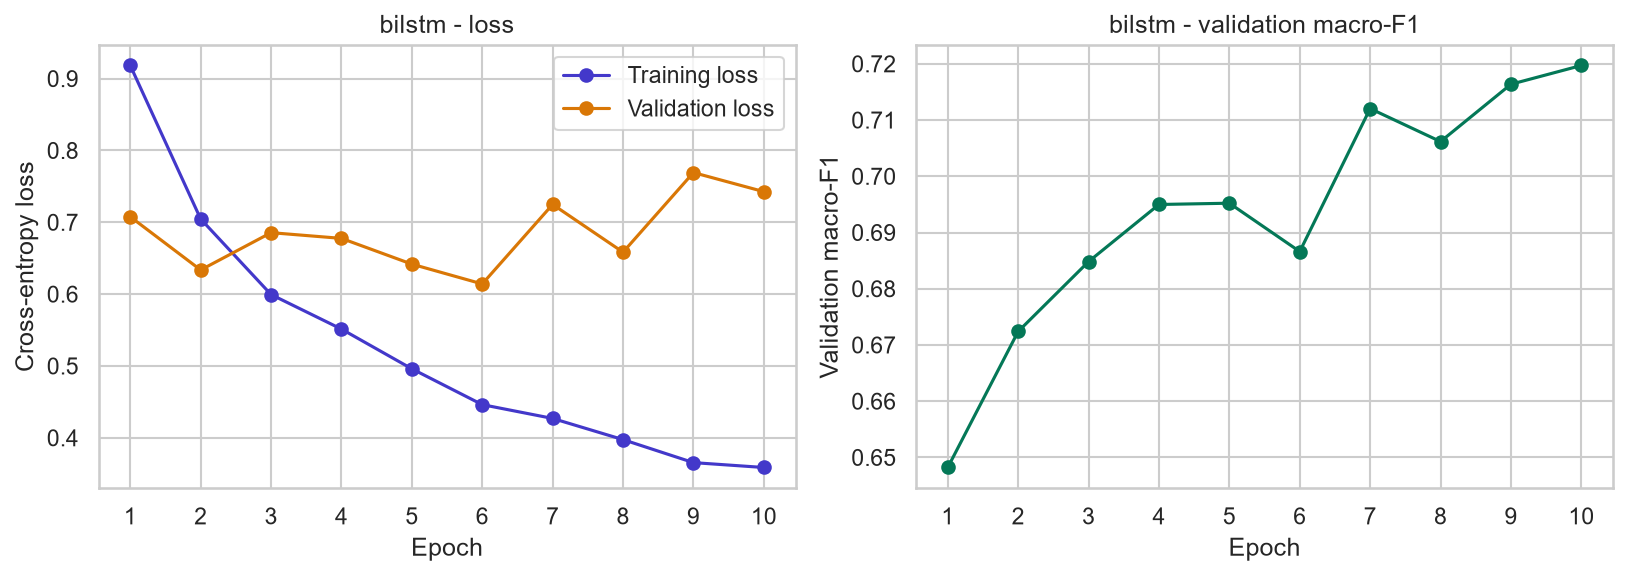 bilstm - loss
Training loss
Validation loss
Cross-entropy loss
0.9
0.8
0.7
0.6
0.5
0.4
1 2 3 4 5 6 7 8 9 10
Epoch
bilstm - validation macro-F1
Validation macro-F1
0.72
0.71
0.70
0.69
0.68
0.67
0.66
0.65
1 2 3 4 5 6 7 8 9 10
Epoch